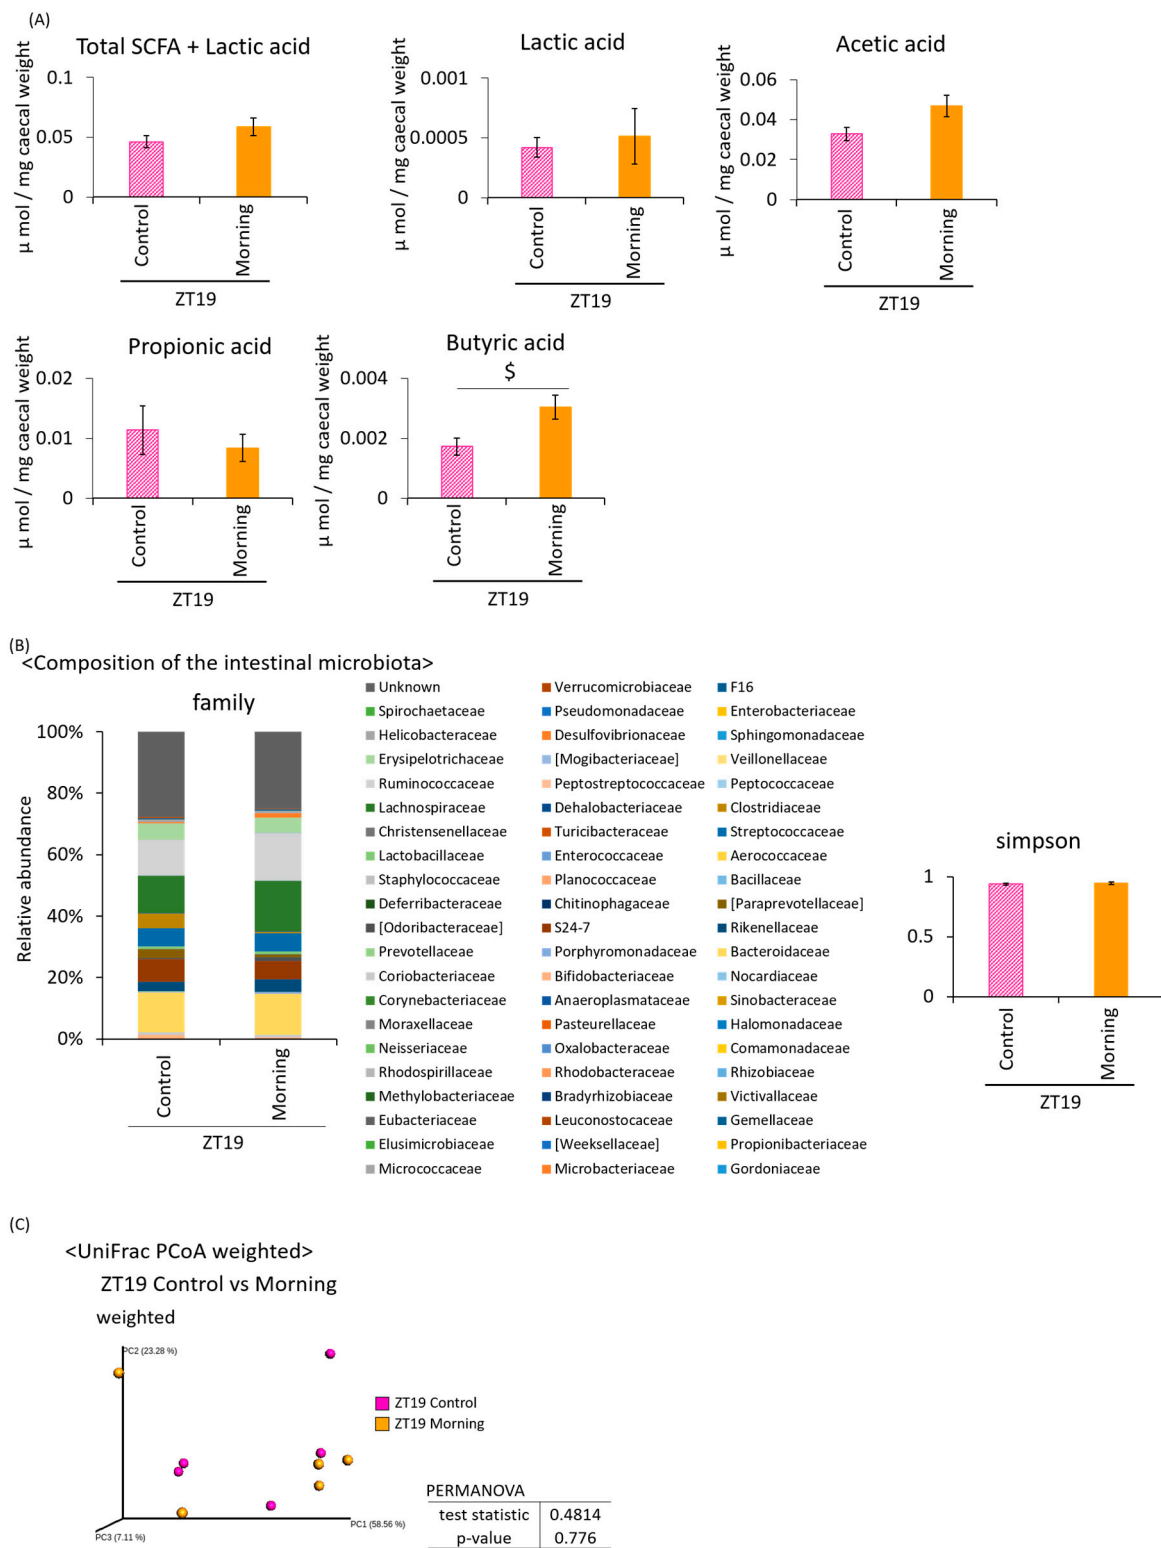 (A)
Total SCFA + Lactic acid
μ mol / mg caecal weight
0.1
0.05
0
Control
Morning
ZT19
Lactic acid
μ mol / mg caecal weight
0.001
0.0005
0
Control
Morning
ZT19
Acetic acid
μ mol / mg caecal weight
0.06
0.04
0.02
0
Control
Morning
ZT19
Propionic acid
μ mol / mg caecal weight
0.02
0.01
0
Control
Morning
ZT19
Butyric acid
$
μ mol / mg caecal weight
0.004
0.002
0
Control
Morning
ZT19
(B)
<Composition of the intestinal microbiota>
family
Relative abundance
100%
80%
60%
40%
20%
0%
Control
Morning
ZT19
Unknown
Verrucomicrobiaceae
F16
Spirochaetaceae
Pseudomonadaceae
Enterobacteriaceae
Helicobacteraceae
Desulfovibrionaceae
Sphingomonadaceae
Erysipelotrichaceae
[Mogibacteriaceae]
Veillonellaceae
Ruminococcaceae
Peptostreptococcaceae
Peptococcaceae
Lachnospiraceae
Dehalobacteriaceae
Clostridiaceae
Christensenellaceae
Turicibacteraceae
Streptococcaceae
Lactobacillaceae
Enterococcaceae
Aerococcaceae
Staphylococcaceae
Planococcaceae
Bacillaceae
Deferribacteraceae
Chitinophagaceae
[Paraprevotellaceae]
[Odoribacteraceae]
S24-7
Rikenellaceae
Prevotellaceae
Porphyromonadaceae
Bacteroidaceae
Coriobacteriaceae
Bifidobacteriaceae
Nocardiaceae
Corynebacteriaceae
Anaeroplasmataceae
Sinobacteraceae
Moraxellaceae
Pasteurellaceae
Halomonadaceae
Neisseriaceae
Oxalobacteraceae
Comamonadaceae
Rhodospirillaceae
Rhodobacteraceae
Rhizobiaceae
Methylobacteriaceae
Bradyrhizobiaceae
Victivallaceae
Eubacteriaceae
Leuconostocaceae
Gemellaceae
Elusimicrobiaceae
[Weeksellaceae]
Propionibacteriaceae
Micrococcaceae
Microbacteriaceae
Gordoniaceae
simpson
1
0.5
0
Control
Morning
ZT19
(C)
<UniFrac PCoA weighted>
ZT19 Control vs Morning
weighted
PC2 (23.28 %)
ZT19 Control
ZT19 Morning
PC1 (58.56 %)
PC3 (7.11 %)
PERMANOVA
test statistic 0.4814
p-value 0.776